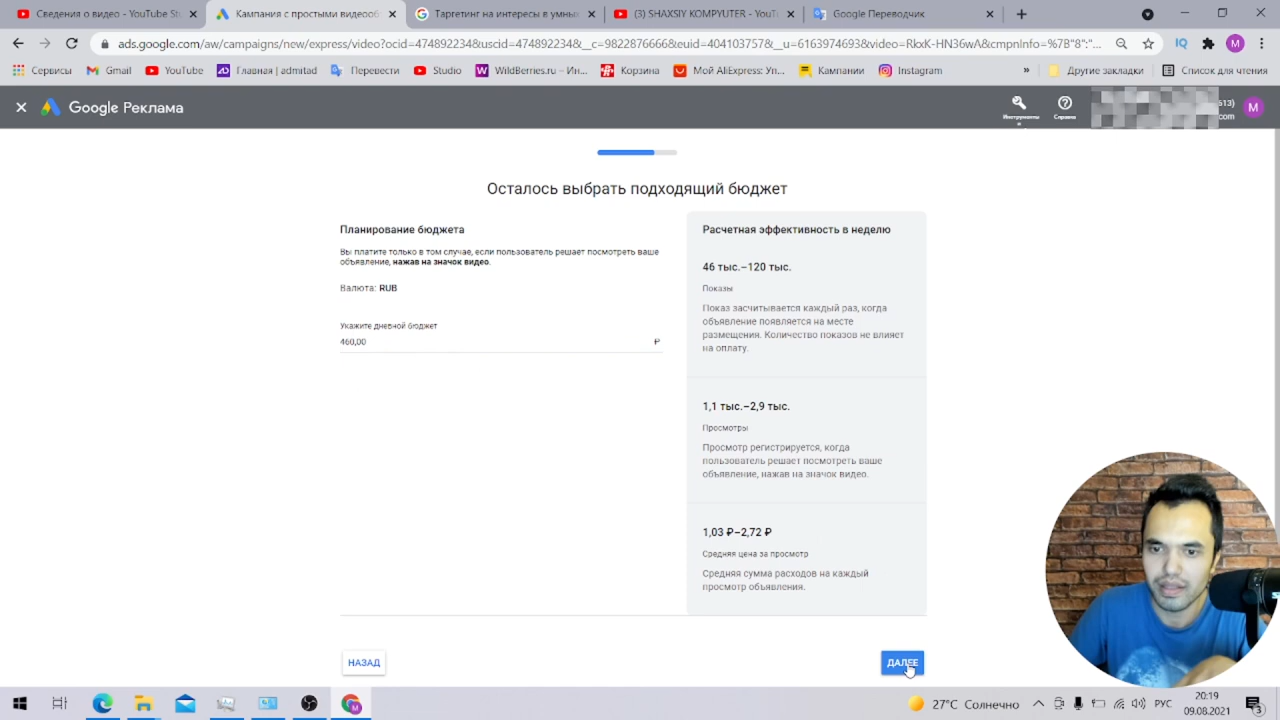 Сведения о видео - YouTube St
Кампания с простыми видеооб
Таргетинг на интересы в умны
(3) SHAXSIY KOMPYUTER - YouTu
Google Переводчик
ads.google.com/aw/campaigns/new/express/video?ocid=474892234&uscid=474892234&__c=9822876666&euid=404103757&__u=6163974693&video=RkxK-HN36wA&cmpnInfo=%7B"8":"...
IQ
M
Сервисы
Gmail
YouTube
Главная | admitad
Перевести
Studio
WildBerries.ru – Ин...
Корзина
Мой AliExpress: Уп...
Кампании
Instagram
»
Другие закладки
Список для чтения
Google Реклама
Инструменты
Справка
613)
com
M
Осталось выбрать подходящий бюджет
Планирование бюджета
Вы платите только в том случае, если пользователь решает посмотреть ваше
объявление, нажав на значок видео.
Валюта: RUB
Укажите дневной бюджет
460,00 ₽
Расчетная эффективность в неделю
46 тыс.–120 тыс.
Показы
Показ засчитывается каждый раз, когда
объявление появляется на месте
размещения. Количество показов не влияет
на оплату.
1,1 тыс.–2,9 тыс.
Просмотры
Просмотр регистрируется, когда
пользователь решает посмотреть ваше
объявление, нажав на значок видео.
1,03 ₽–2,72 ₽
Средняя цена за просмотр
Средняя сумма расходов на каждый
просмотр объявления.
НАЗАД
ДАЛЕЕ
27°C Солнечно
РУС
20:19
09.08.2021
3